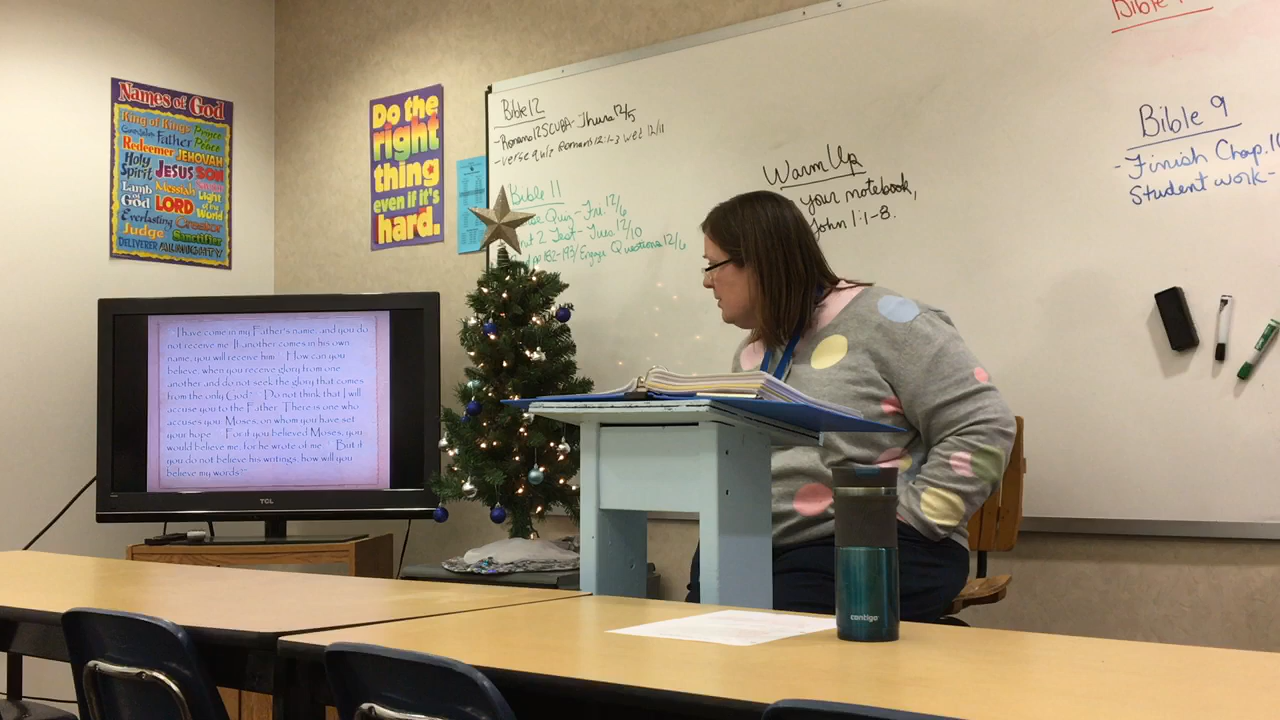 Names of God
King of Kings Prince
Counselor Father of Peace
Redeemer JEHOVAH
Holy Spirit JESUS SON
Lamb of God Messiah Savior
LORD Light of the World
Everlasting Creator
Judge Sanctifier
DELIVERER ALMIGHTY
Do the
right
thing
even if it's
hard.
Bible 12
- Romans 12 SCUBA - Thurs. 12/5
- verse quiz Romans 12:1-3 Wed 12/11
Bible 11
Quiz - Fri. 12/6
2 Test - Tues. 12/10
pp 182-193/Engage Questions 12/6
Warm Up
your notebook,
John 1:1-8.
Bible
Bible 9
- Finish Chap.
Student work -
I have come in my Father's name, and you do
not receive me. If another comes in his own
name, you will receive him. How can you
believe, when you receive glory from one
another and do not seek the glory that comes
from the only God? Do not think that I will
accuse you to the Father. There is one who
accuses you: Moses, on whom you have set
your hope. For if you believed Moses, you
would believe me; for he wrote of me. But if
you do not believe his writings, how will you
believe my words?"
TCL
contigo